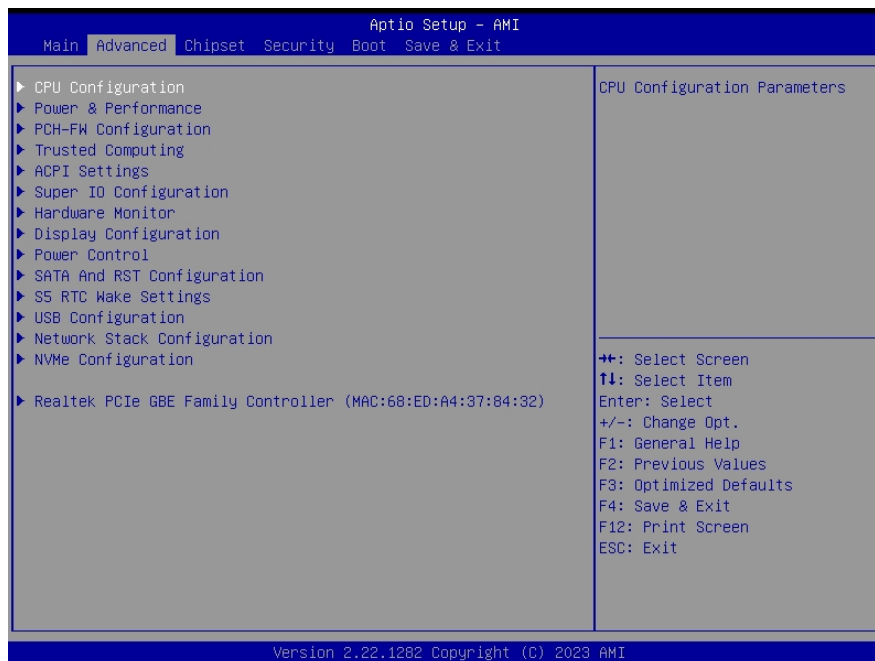 Aptio Setup - AMI
Main Advanced Chipset Security Boot Save & Exit
CPU Configuration
Power & Performance
PCH-FW Configuration
Trusted Computing
ACPI Settings
Super IO Configuration
Hardware Monitor
Display Configuration
Power Control
SATA And RST Configuration
S5 RTC Wake Settings
USB Configuration
Network Stack Configuration
NVMe Configuration
Realtek PCIe GBE Family Controller (MAC:68:ED:A4:37:84:32)
CPU Configuration Parameters
→←: Select Screen
↑↓: Select Item
Enter: Select
+/-: Change Opt.
F1: General Help
F2: Previous Values
F3: Optimized Defaults
F4: Save & Exit
F12: Print Screen
ESC: Exit
Version 2.22.1282 Copyright (C) 2023 AMI